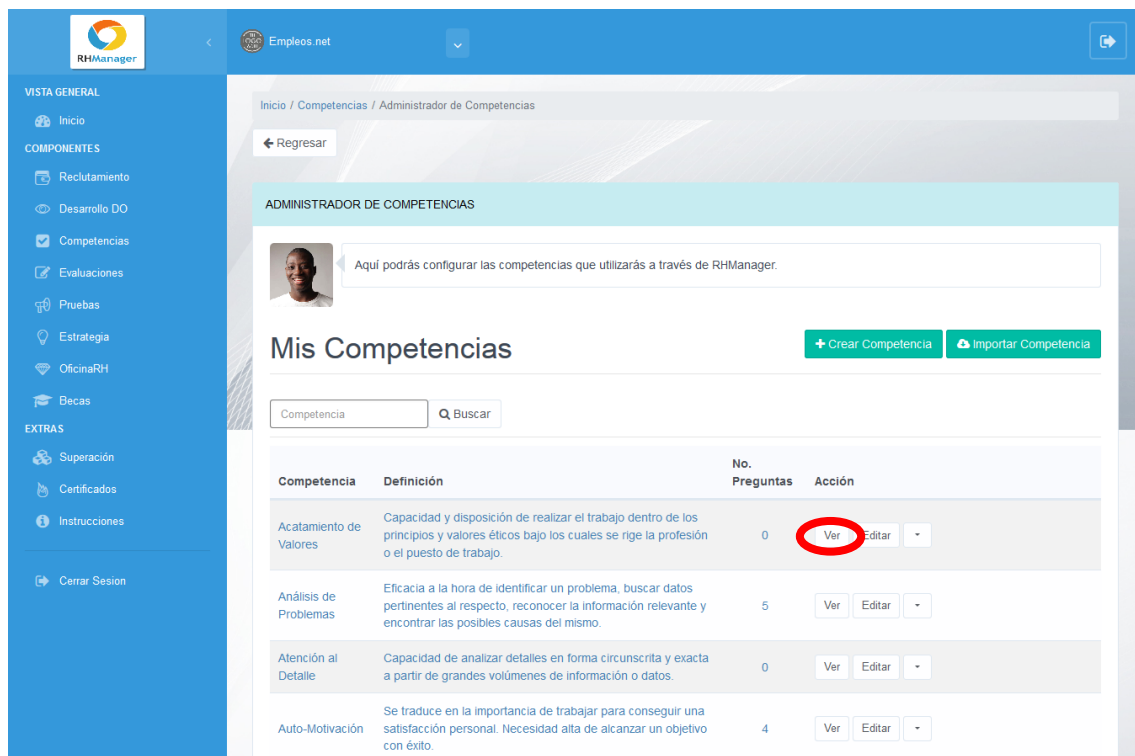 RHManager
Empleos.net
VISTA GENERAL
Inicio
COMPONENTES
Reclutamiento
Desarrollo DO
Competencias
Evaluaciones
Pruebas
Estrategia
OficinaRH
Becas
EXTRAS
Superación
Certificados
Instrucciones
Cerrar Sesion
Inicio / Competencias / Administrador de Competencias
Regresar
ADMINISTRADOR DE COMPETENCIAS
Aquí podrás configurar las competencias que utilizarás a través de RHManager.
Mis Competencias
Crear Competencia
Importar Competencia
Competencia
Buscar
Competencia Definición No. Preguntas Acción
Acatamiento de
Valores
Capacidad y disposición de realizar el trabajo dentro de los
principios y valores éticos bajo los cuales se rige la profesión
o el puesto de trabajo.
0 Ver Editar
Análisis de
Problemas
Eficacia a la hora de identificar un problema, buscar datos
pertinentes al respecto, reconocer la información relevante y
encontrar las posibles causas del mismo.
5 Ver Editar
Atención al
Detalle
Capacidad de analizar detalles en forma circunscrita y exacta
a partir de grandes volúmenes de información o datos.
0 Ver Editar
Auto-Motivación
Se traduce en la importancia de trabajar para conseguir una
satisfacción personal. Necesidad alta de alcanzar un objetivo
con éxito.
4 Ver Editar